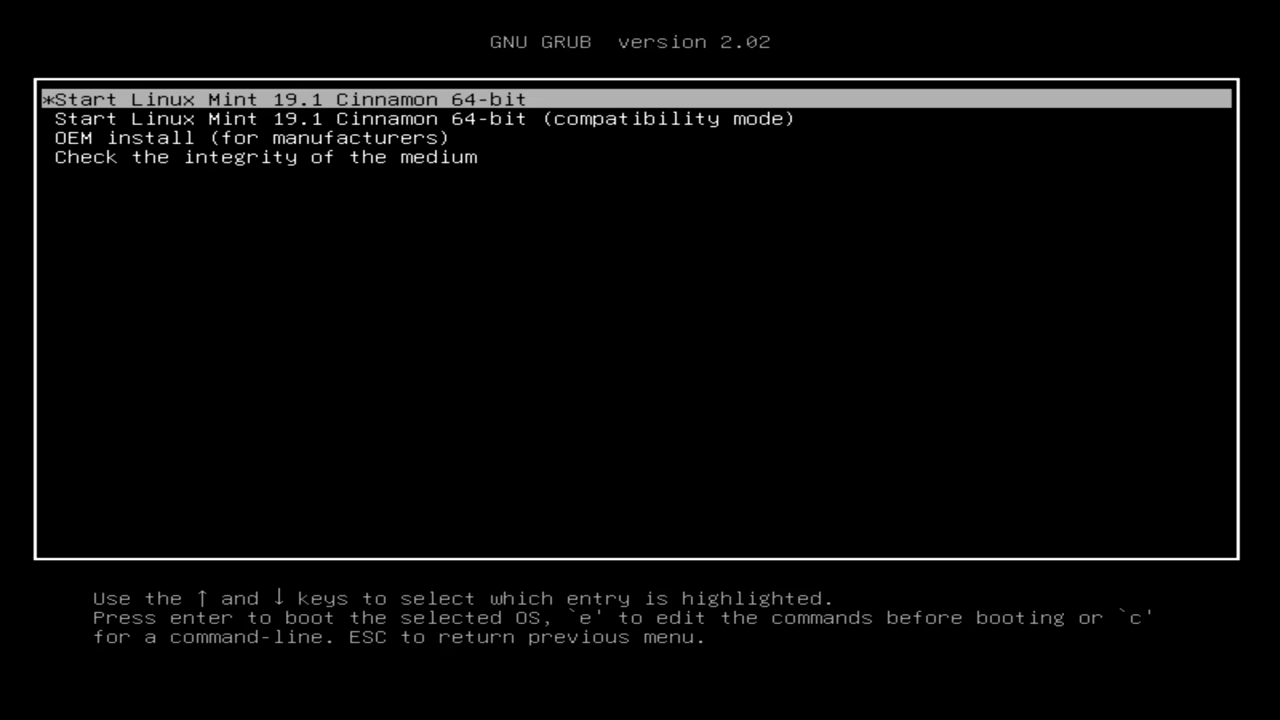 GNU GRUB  version 2.02
*Start Linux Mint 19.1 Cinnamon 64-bit
Start Linux Mint 19.1 Cinnamon 64-bit (compatibility mode)
OEM install (for manufacturers)
Check the integrity of the medium
Use the ↑ and ↓ keys to select which entry is highlighted.
Press enter to boot the selected OS, `e' to edit the commands before booting or `c'
for a command-line. ESC to return previous menu.